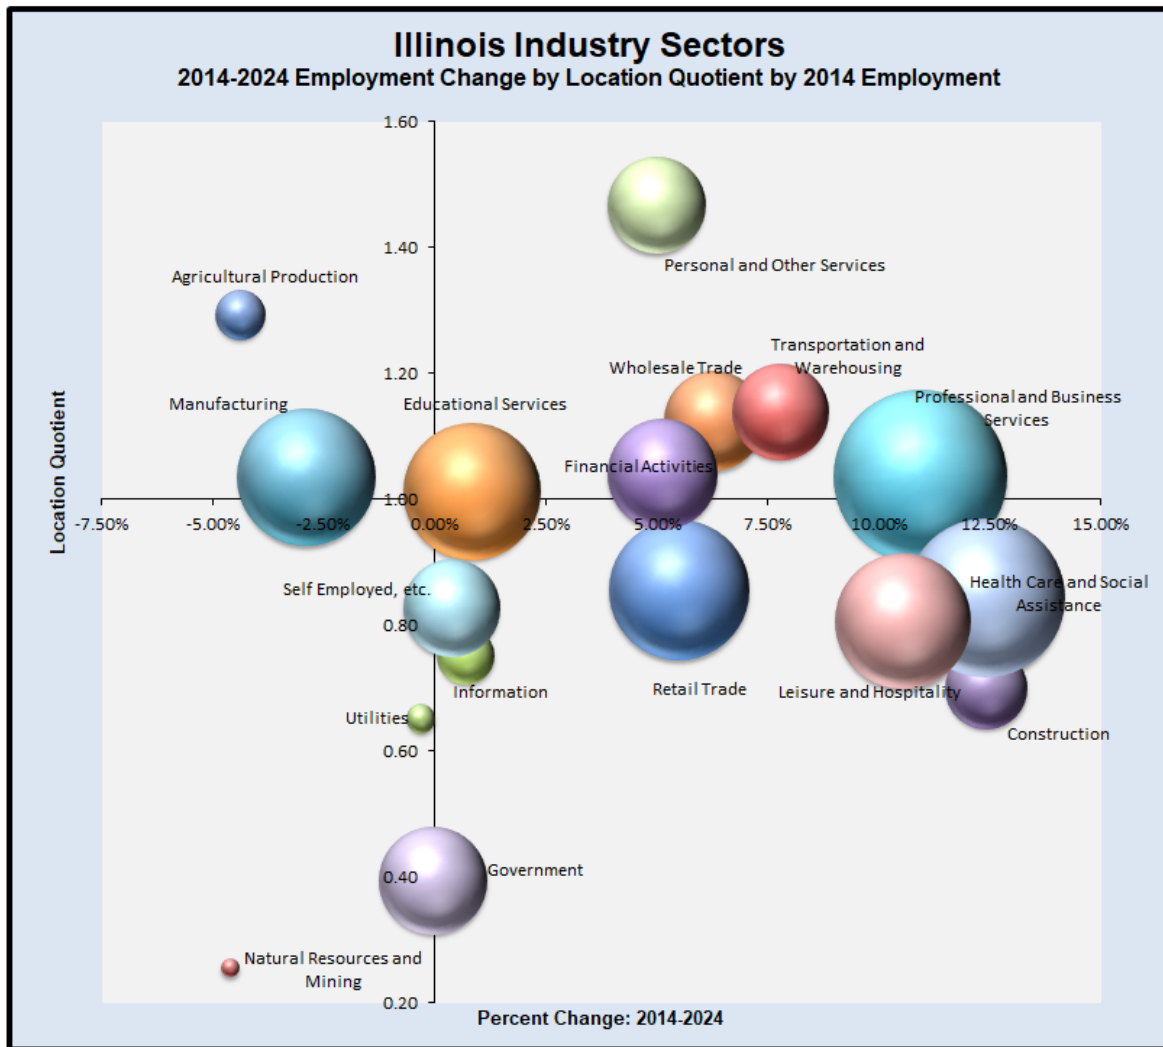 Illinois Industry Sectors
2014-2024 Employment Change by Location Quotient by 2014 Employment
1.60
1.40
Personal and Other Services
Agricultural Production
Transportation and
Warehousing
Wholesale Trade
1.20
Manufacturing
Educational Services
Professional and Business
Services
Financial Activities
Location Quotient
1.00
-7.50%
-5.00%
-2.50%
0.00%
2.50%
5.00%
7.50%
10.00%
12.50%
15.00%
Self Employed, etc.
Health Care and Social
Assistance
0.80
Information
Retail Trade
Leisure and Hospitality
Utilities
Construction
0.60
Government
0.40
Natural Resources and
Mining
0.20
Percent Change: 2014-2024